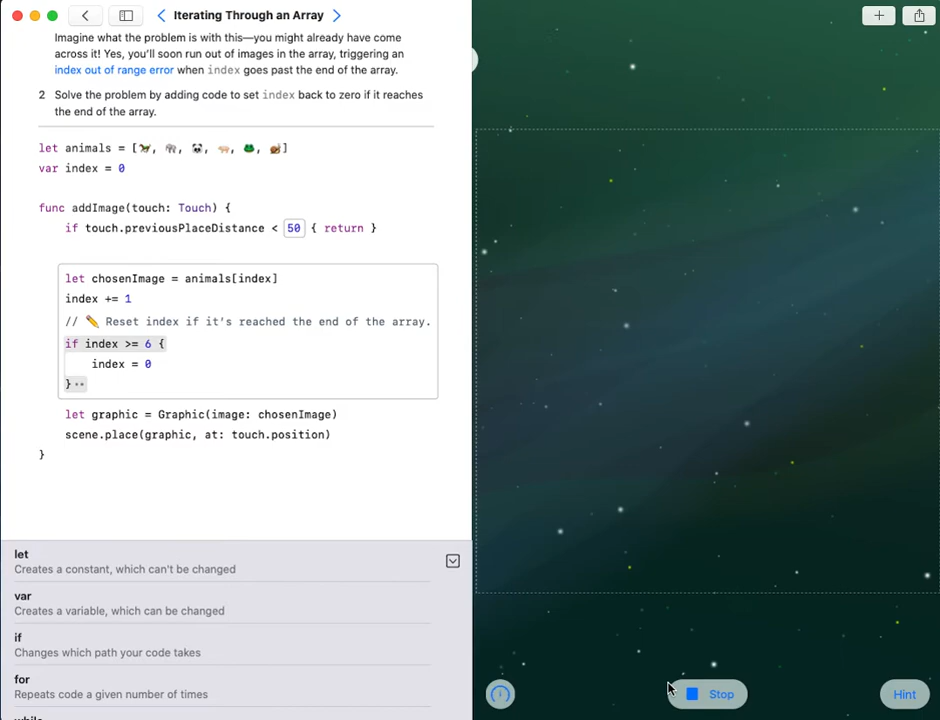 Iterating Through an Array
Imagine what the problem is with this—you might already have come
across it! Yes, you'll soon run out of images in the array, triggering an
index out of range error when index goes past the end of the array.
2 Solve the problem by adding code to set index back to zero if it reaches
the end of the array.
let animals = [🦎, 🐘, 🐼, 🐖, 🐸, 🐌]
var index = 0
func addImage(touch: Touch) {
if touch.previousPlaceDistance < 50 { return }
let chosenImage = animals[index]
index += 1
// ✏️ Reset index if it's reached the end of the array.
if index >= 6 {
index = 0
}
let graphic = Graphic(image: chosenImage)
scene.place(graphic, at: touch.position)
}
let
Creates a constant, which can't be changed
var
Creates a variable, which can be changed
if
Changes which path your code takes
for
Repeats code a given number of times
Stop
Hint